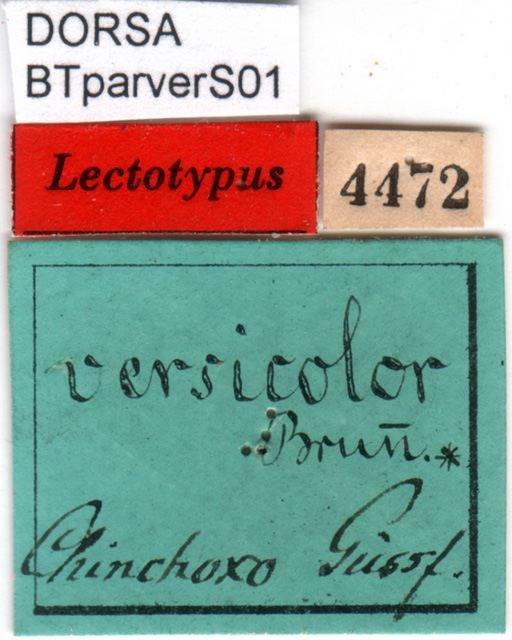 DORSA
BTparverS01
Lectotypus
4472
versicolor
Brun̄.*
Chinchoxo Güssf.